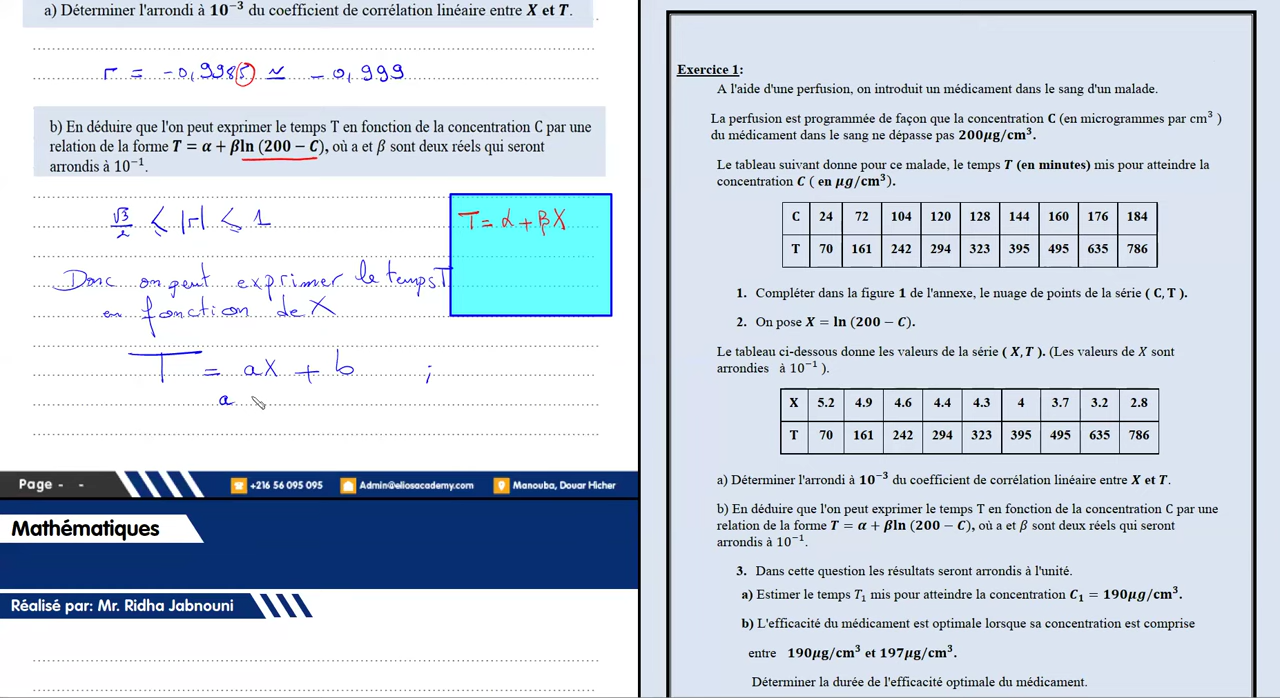 a) Déterminer l'arrondi à 10⁻³ du coefficient de corrélation linéaire entre X et T.
r = -0,9985 ≃ -0,999
b) En déduire que l'on peut exprimer le temps T en fonction de la concentration C par une
relation de la forme T = α + βln (200 − C), où a et β sont deux réels qui seront
arrondis à 10⁻¹.
√3/2 ≤ |r| ≤ 1
T = α + βX
Donc on peut exprimer le temps T
en fonction de X
T = aX + b ;
a
Page - -
+216 56 095 095 Admin@eliosacademy.com Manouba, Douar Hicher
Mathématiques
Réalisé par: Mr. Ridha Jabnouni
Exercice 1:
A l'aide d'une perfusion, on introduit un médicament dans le sang d'un malade.
La perfusion est programmée de façon que la concentration C (en microgrammes par cm³ )
du médicament dans le sang ne dépasse pas 200µg/cm³.
Le tableau suivant donne pour ce malade, le temps T (en minutes) mis pour atteindre la
concentration C ( en µg/cm³).
C 24 72 104 120 128 144 160 176 184
T 70 161 242 294 323 395 495 635 786
1. Compléter dans la figure 1 de l'annexe, le nuage de points de la série ( C, T ).
2. On pose X = ln (200 − C).
Le tableau ci-dessous donne les valeurs de la série ( X, T ). (Les valeurs de X sont
arrondies à 10⁻¹ ).
X 5.2 4.9 4.6 4.4 4.3 4 3.7 3.2 2.8
T 70 161 242 294 323 395 495 635 786
a) Déterminer l'arrondi à 10⁻³ du coefficient de corrélation linéaire entre X et T.
b) En déduire que l'on peut exprimer le temps T en fonction de la concentration C par une
relation de la forme T = α + βln (200 − C), où a et β sont deux réels qui seront
arrondis à 10⁻¹.
3. Dans cette question les résultats seront arrondis à l'unité.
a) Estimer le temps T₁ mis pour atteindre la concentration C₁ = 190µg/cm³.
b) L'efficacité du médicament est optimale lorsque sa concentration est comprise
entre 190µg/cm³ et 197µg/cm³.
Déterminer la durée de l'efficacité optimale du médicament.